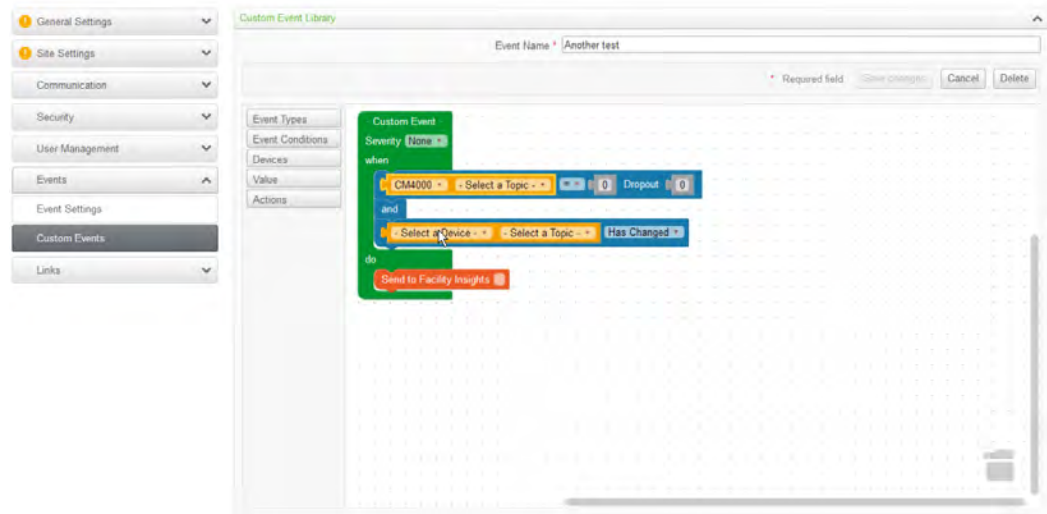 General Settings
Site Settings
Communication
Security
User Management
Events
Event Settings
Custom Events
Links
Custom Event Library
Event Name * Another test
* Required field Save changes Cancel Delete
Event Types
Event Conditions
Devices
Value
Actions
Custom Event
Severity None
when
CM4000 - Select a Topic - = 0 Dropout 0
and
- Select a Device - - Select a Topic - Has Changed
do
Send to Facility Insights